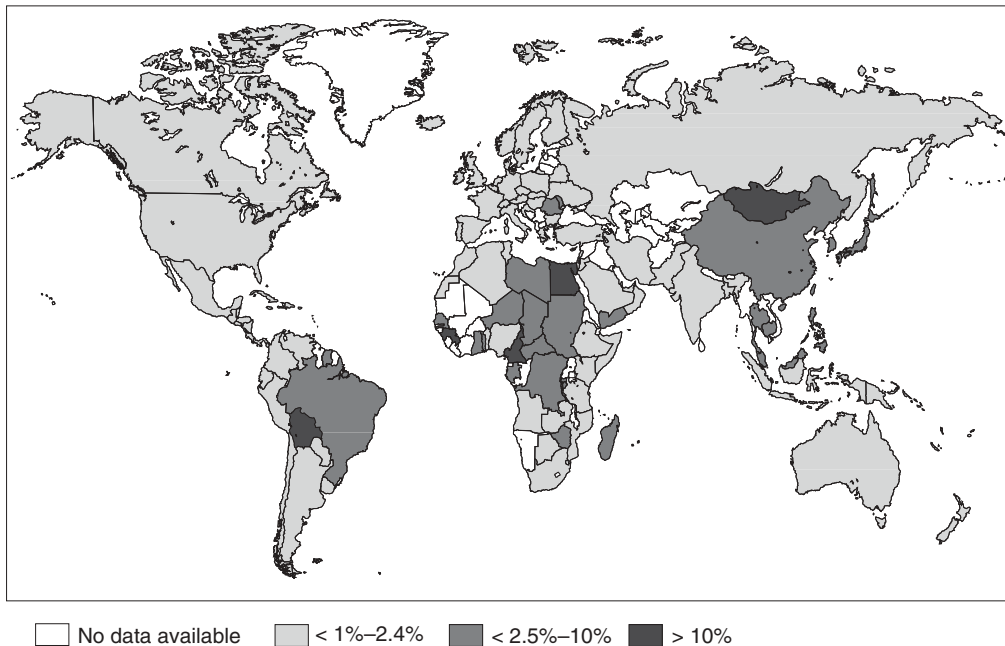 No data available < 1%–2.4% < 2.5%–10% > 10%